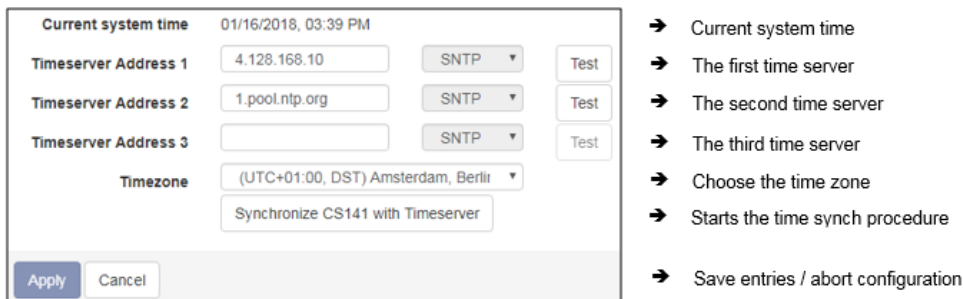 Current system time 01/16/2018, 03:39 PM ➔ Current system time
Timeserver Address 1 4.128.168.10 SNTP Test ➔ The first time server
Timeserver Address 2 1.pool.ntp.org SNTP Test ➔ The second time server
Timeserver Address 3 SNTP Test ➔ The third time server
Timezone (UTC+01:00, DST) Amsterdam, Berlir ➔ Choose the time zone
Synchronize CS141 with Timeserver ➔ Starts the time synch procedure
Apply Cancel ➔ Save entries / abort configuration